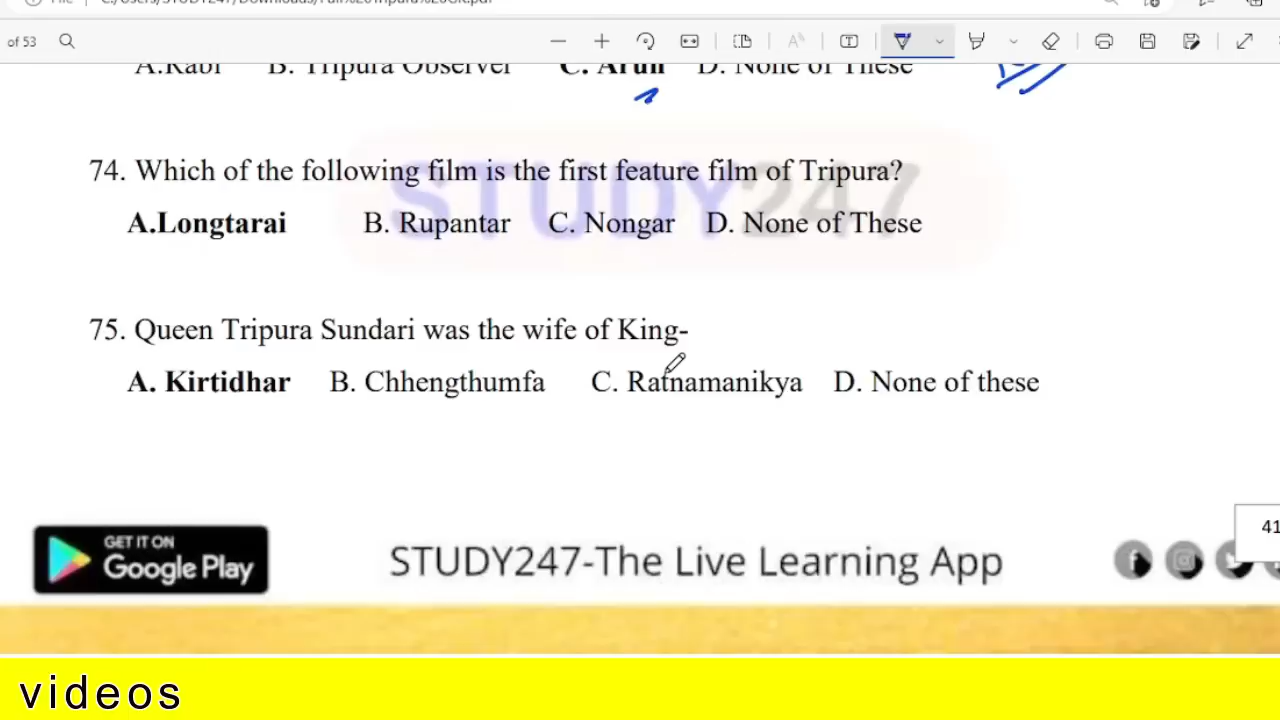 of 53
A.Rabi B. Tripura Observer C. Arun D. None of These
74. Which of the following film is the first feature film of Tripura?
A.Longtarai B. Rupantar C. Nongar D. None of These
STUDY247
75. Queen Tripura Sundari was the wife of King-
A. Kirtidhar B. Chhengthumfa C. Ratnamanikya D. None of these
41
GET IT ON
Google Play
STUDY247-The Live Learning App
videos